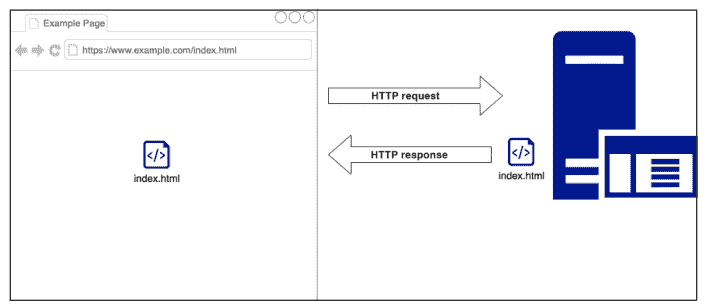 Example Page
https://www.example.com/index.html
HTTP request
HTTP response
</>
index.html
</>
index.html